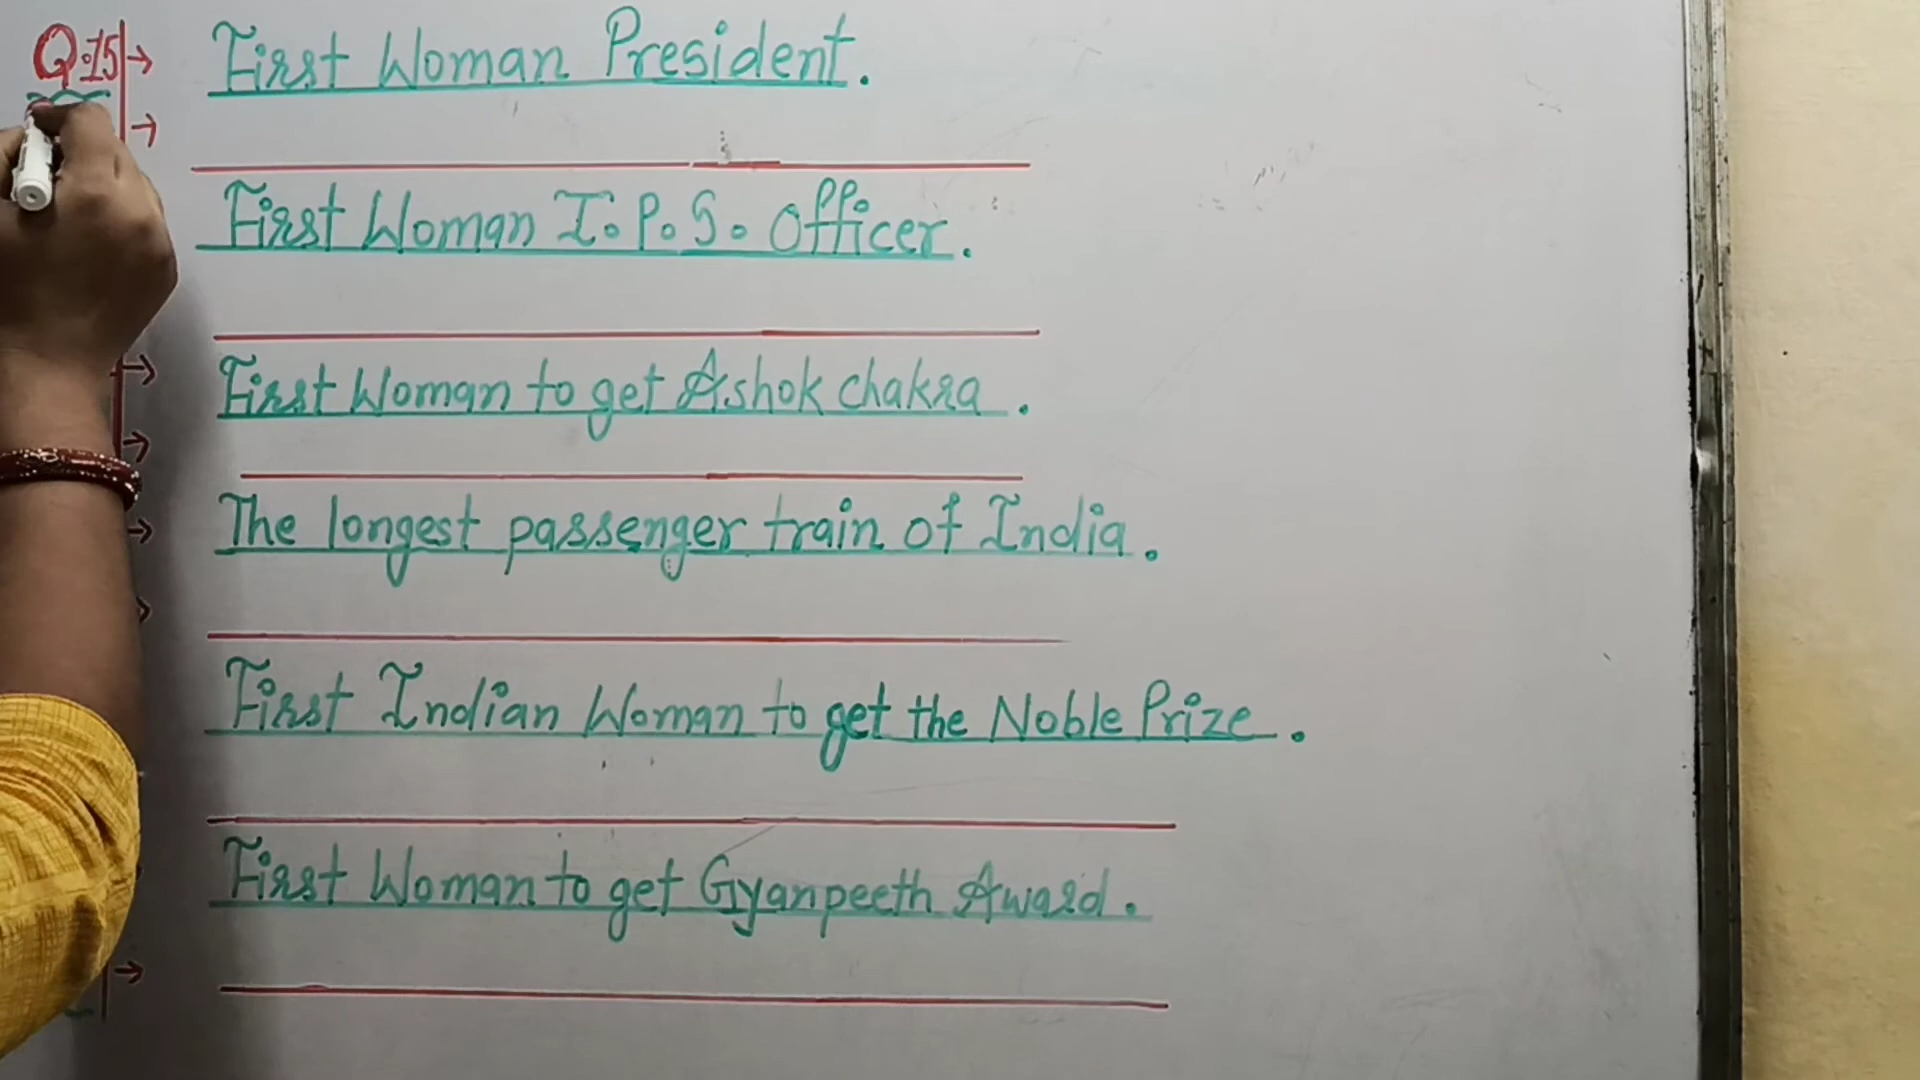 Q.15 → First Woman President.
→
First Woman I.P.S. Officer.
→ First Woman to get Ashok chakra.
→
→ The longest passenger train of India.
First Indian Woman to get the Noble Prize.
First Woman to get Gyanpeeth Award.
→